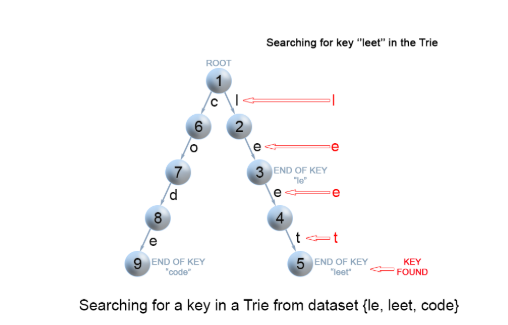 Searching for key "leet" in the Trie
ROOT
1
c l l
6 2
o e e
7 3 END OF KEY
"le"
d e e
8 4
e t t
9 END OF KEY 5 END OF KEY KEY
"code" "leet" FOUND
Searching for a key in a Trie from dataset {le, leet, code}